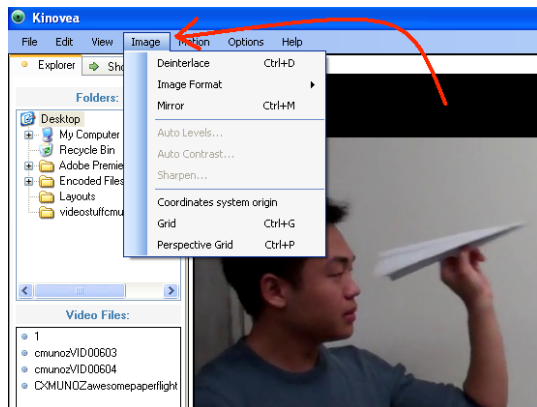 Kinovea
File Edit View Image Motion Options Help
Explorer
Folders:
Desktop
My Computer
Recycle Bin
Adobe Premie
Encoded Files
Layouts
videostuffcmu
Deinterlace Ctrl+D
Image Format
Mirror Ctrl+M
Auto Levels...
Auto Contrast...
Sharpen...
Coordinates system origin
Grid Ctrl+G
Perspective Grid Ctrl+P
Video Files:
1
cmunozVID00603
cmunozVID00604
CXMUNOZawesomepaperflight